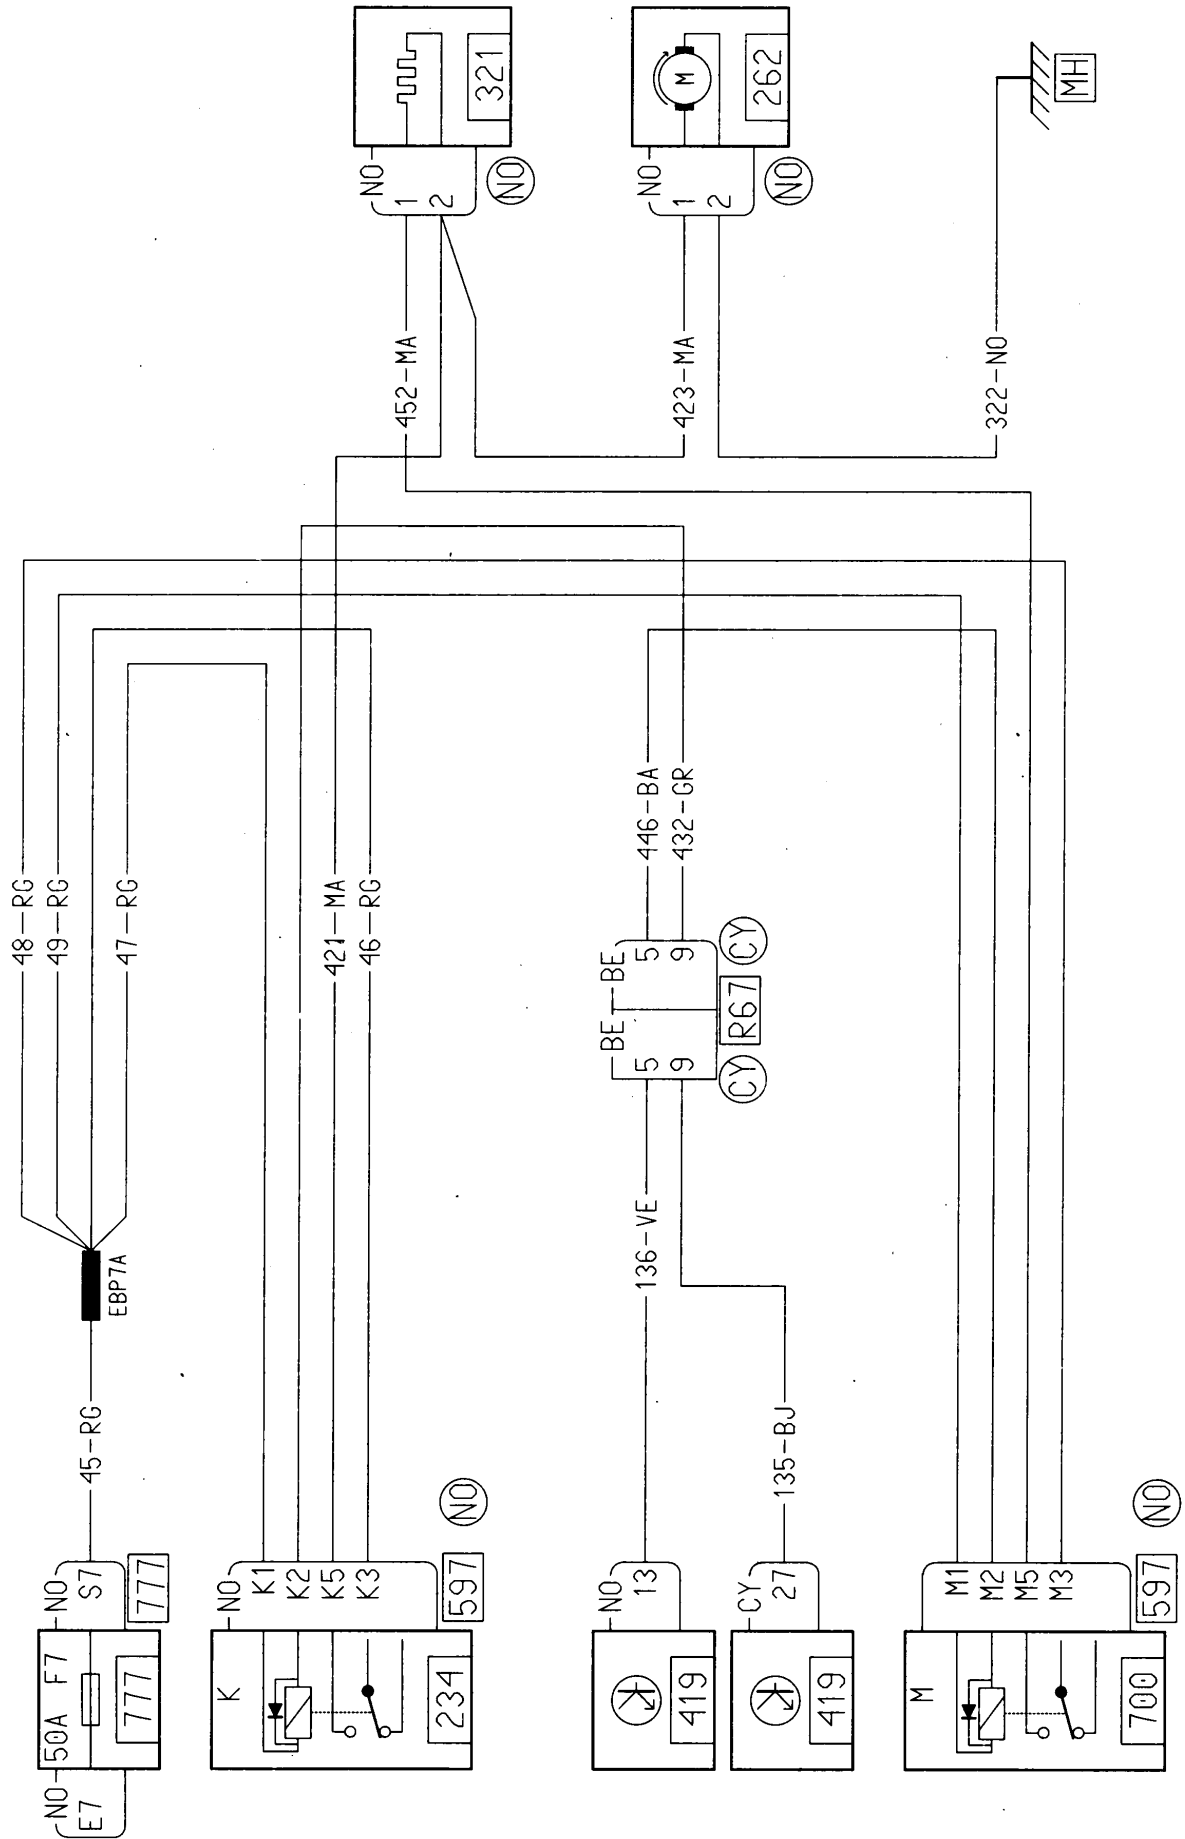 NO
E7
50A F7
777
NO
S7
777
45-RG
EBP7A
48-RG
49-RG
47-RG
K
234
NO
K1
K2
K5
K3
597
NO
421-MA
46-RG
452-MA
NO
1
2
321
NO
419
NO
13
136-VE
419
CY
27
135-BJ
BE
BE
5
9
5
9
CY
R67
CY
446-BA
432-GR
423-MA
NO
1
2
M
262
NO
M
700
M1
M2
M5
M3
597
NO
322-NO
MH